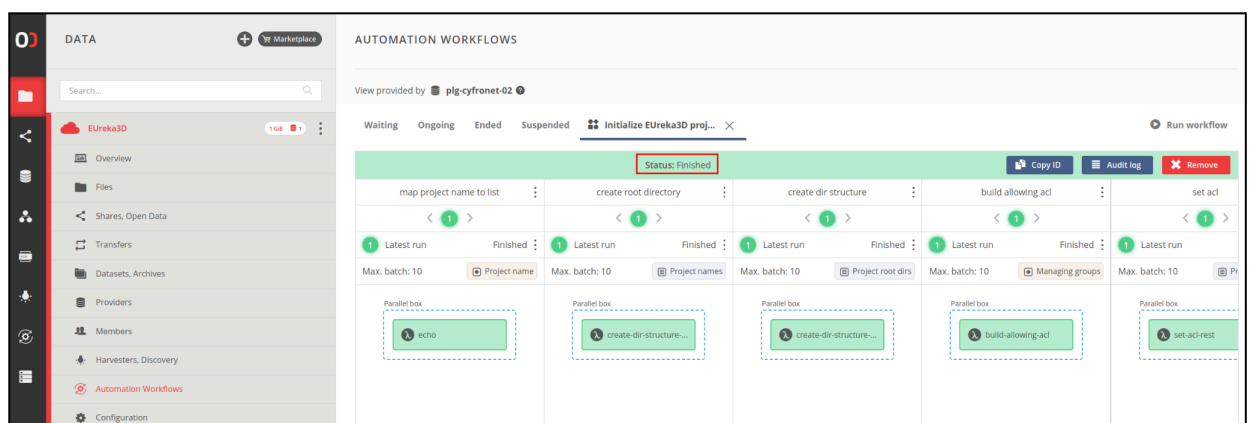 DATA
Marketplace
Search...
EUreka3D
1 GiB 1
Overview
Files
Shares, Open Data
Transfers
Datasets, Archives
Providers
Members
Harvesters, Discovery
Automation Workflows
Configuration
AUTOMATION WORKFLOWS
View provided by plg-cyfronet-02
Waiting Ongoing Ended Suspended Initialize EUreka3D proj... Run workflow
Status: Finished Copy ID Audit log Remove
map project name to list create root directory create dir structure build allowing acl set acl
1 1 1 1 1
1 Latest run Finished 1 Latest run Finished 1 Latest run Finished 1 Latest run Finished 1 Latest run
Max. batch: 10 Project name Max. batch: 10 Project names Max. batch: 10 Project root dirs Max. batch: 10 Managing groups Max. batch: 10 Pr
Parallel box Parallel box Parallel box Parallel box Parallel box
λ echo λ create-dir-structure-... λ create-dir-structure-... λ build-allowing-acl λ set-acl-rest